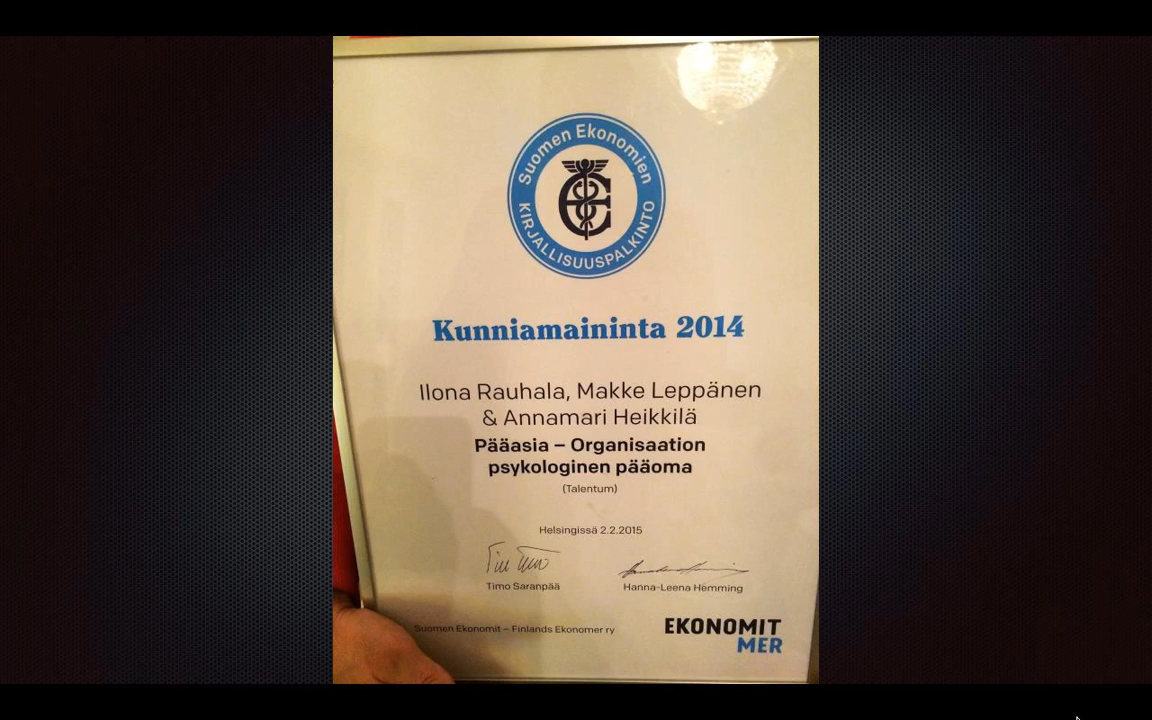 Suomen Ekonomien
KIRJALLISUUSPALKINTO
Kunniamaininta 2014
Ilona Rauhala, Makke Leppänen
& Annamari Heikkilä
Pääasia – Organisaation
psykologinen pääoma
(Talentum)
Helsingissä 2.2.2015
Timo Saranpää
Hanna-Leena Hemming
Suomen Ekonomit – Finlands Ekonomer ry
EKONOMIT
MER